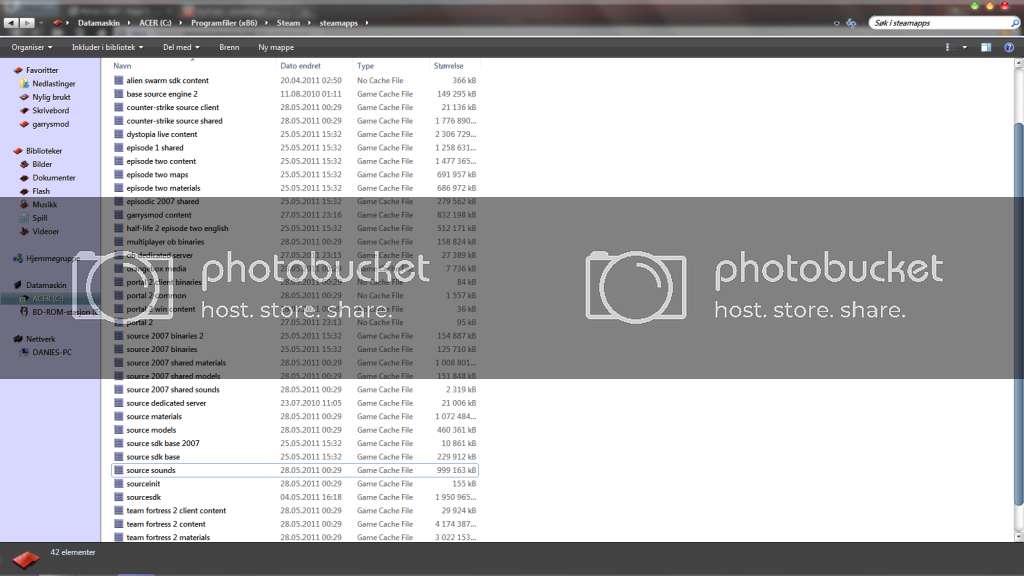 Datamaskin ▸ ACER (C:) ▸ Programfiler (x86) ▸ Steam ▸ steamapps ▸
Søk i steamapps
Organiser Inkluder i bibliotek Del med Brenn Ny mappe
Favoritter
Nedlastinger
Nylig brukt
Skrivebord
garrysmod
Biblioteker
Bilder
Dokumenter
Flash
Musikk
Spill
Videoer
Hjemmegruppe
Datamaskin
ACER (C:)
BD-ROM-stasjon (
Nettverk
DANIES-PC
Navn Dato endret Type Størrelse
alien swarm sdk content 20.04.2011 02:50 No Cache File 366 kB
base source engine 2 11.08.2010 01:11 Game Cache File 149 295 kB
counter-strike source client 28.05.2011 00:29 Game Cache File 21 136 kB
counter-strike source shared 28.05.2011 00:29 Game Cache File 1 776 890...
dystopia live content 25.05.2011 15:32 Game Cache File 2 306 729...
episode 1 shared 25.05.2011 15:32 Game Cache File 1 258 631...
episode two content 25.05.2011 15:32 Game Cache File 1 477 365...
episode two maps 25.05.2011 15:32 Game Cache File 691 957 kB
episode two materials 25.05.2011 15:32 Game Cache File 686 972 kB
episodic 2007 shared 25.05.2011 15:32 Game Cache File 279 562 kB
garrysmod content 27.05.2011 23:16 Game Cache File 832 198 kB
half-life 2 episode two english 25.05.2011 15:32 Game Cache File 512 171 kB
multiplayer ob binaries 28.05.2011 00:29 Game Cache File 158 824 kB
ob dedicated server 27.05.2011 23:15 Game Cache File 27 389 kB
orangebox media 28.05.2011 00:29 Game Cache File 7 736 kB
portal 2 client binaries 28.05.2011 00:29 No Cache File 84 kB
portal 2 common 28.05.2011 00:29 No Cache File 1 557 kB
portal 2 win content 28.05.2011 00:29 No Cache File 36 kB
portal 2 27.05.2011 23:13 No Cache File 95 kB
source 2007 binaries 2 25.05.2011 15:32 Game Cache File 154 887 kB
source 2007 binaries 25.05.2011 15:32 Game Cache File 125 710 kB
source 2007 shared materials 28.05.2011 00:29 Game Cache File 1 008 801...
source 2007 shared models 28.05.2011 00:29 Game Cache File 151 848 kB
source 2007 shared sounds 28.05.2011 00:29 Game Cache File 2 319 kB
source dedicated server 23.07.2010 11:05 Game Cache File 21 006 kB
source materials 28.05.2011 00:29 Game Cache File 1 072 484...
source models 28.05.2011 00:29 Game Cache File 460 361 kB
source sdk base 2007 25.05.2011 15:32 Game Cache File 10 861 kB
source sdk base 25.05.2011 15:32 Game Cache File 229 912 kB
source sounds 28.05.2011 00:29 Game Cache File 999 163 kB
sourceinit 28.05.2011 00:29 Game Cache File 155 kB
sourcesdk 04.05.2011 16:18 Game Cache File 1 950 965...
team fortress 2 client content 28.05.2011 00:29 Game Cache File 29 924 kB
team fortress 2 content 28.05.2011 00:29 Game Cache File 4 174 387...
team fortress 2 materials 28.05.2011 00:29 Game Cache File 3 022 153...
photobucket photobucket
host. store. share. host. store. share.
42 elementer